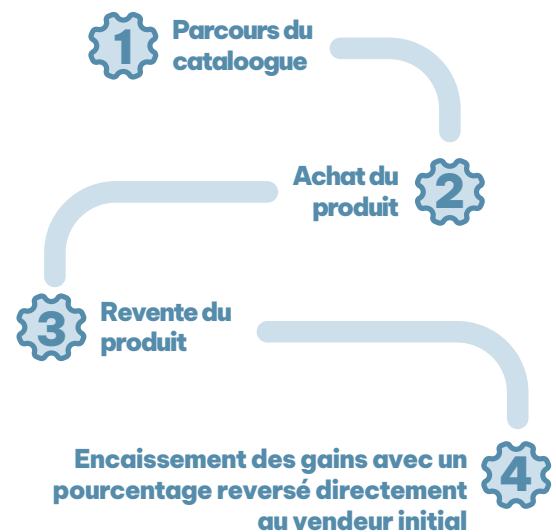 1
Parcours du
cataloogue
Achat du
produit
2
3
Revente du
produit
Encaissement des gains avec un
pourcentage reversé directement
au vendeur initial
4